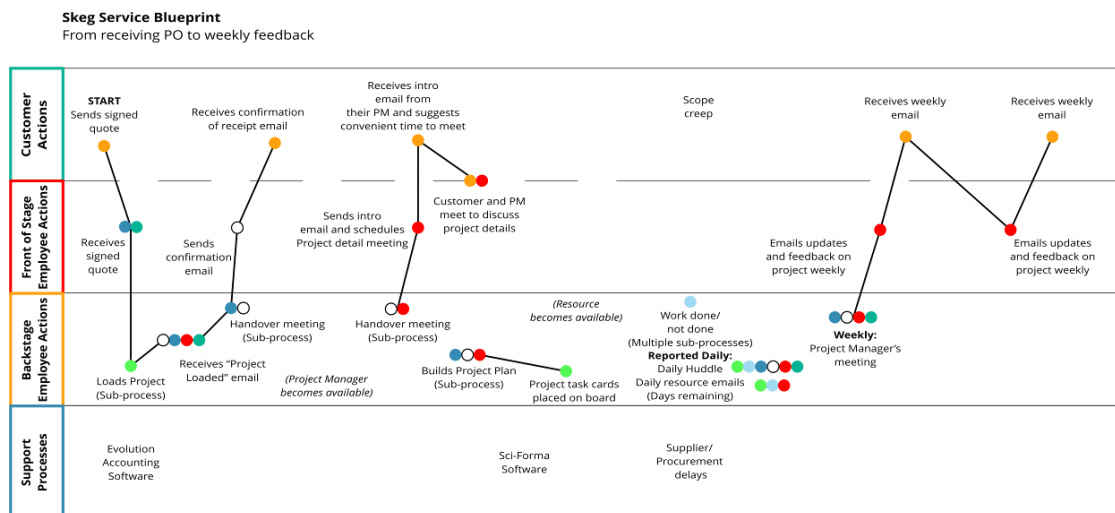 Skeg Service Blueprint
From receiving PO to weekly feedback
Customer
Actions
START
Sends signed
quote
Receives confirmation
of receipt email
Receives intro
email from
their PM and suggests
convenient time to meet
Scope
creep
Receives weekly
email
Receives weekly
email
Front of Stage
Employee Actions
Receives
signed
quote
Sends
confirmation
email
Sends intro
email and schedules
Project detail meeting
Customer and PM
meet to discuss
project details
Emails updates
and feedback on
project weekly
Emails updates
and feedback on
project weekly
Backstage
Employee Actions
Loads Project
(Sub-process)
Receives “Project
Loaded” email
Handover meeting
(Sub-process)
(Project Manager
becomes available)
Handover meeting
(Sub-process)
Builds Project Plan
(Sub-process)
(Resource
becomes available)
Project task cards
placed on board
Work done/
not done
(Multiple sub-processes)
Reported Daily:
Daily Huddle
Daily resource emails
(Days remaining)
Weekly:
Project Manager’s
meeting
Support
Processes
Evolution
Accounting
Software
Sci-Forma
Software
Supplier/
Procurement
delays